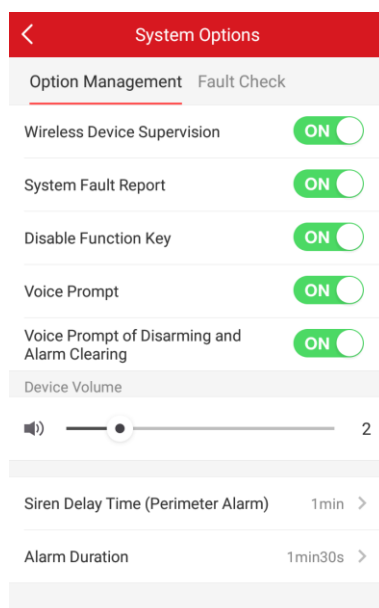 System Options
Option Management Fault Check
Wireless Device Supervision ON
System Fault Report ON
Disable Function Key ON
Voice Prompt ON
Voice Prompt of Disarming and
Alarm Clearing ON
Device Volume
2
Siren Delay Time (Perimeter Alarm) 1min
Alarm Duration 1min30s